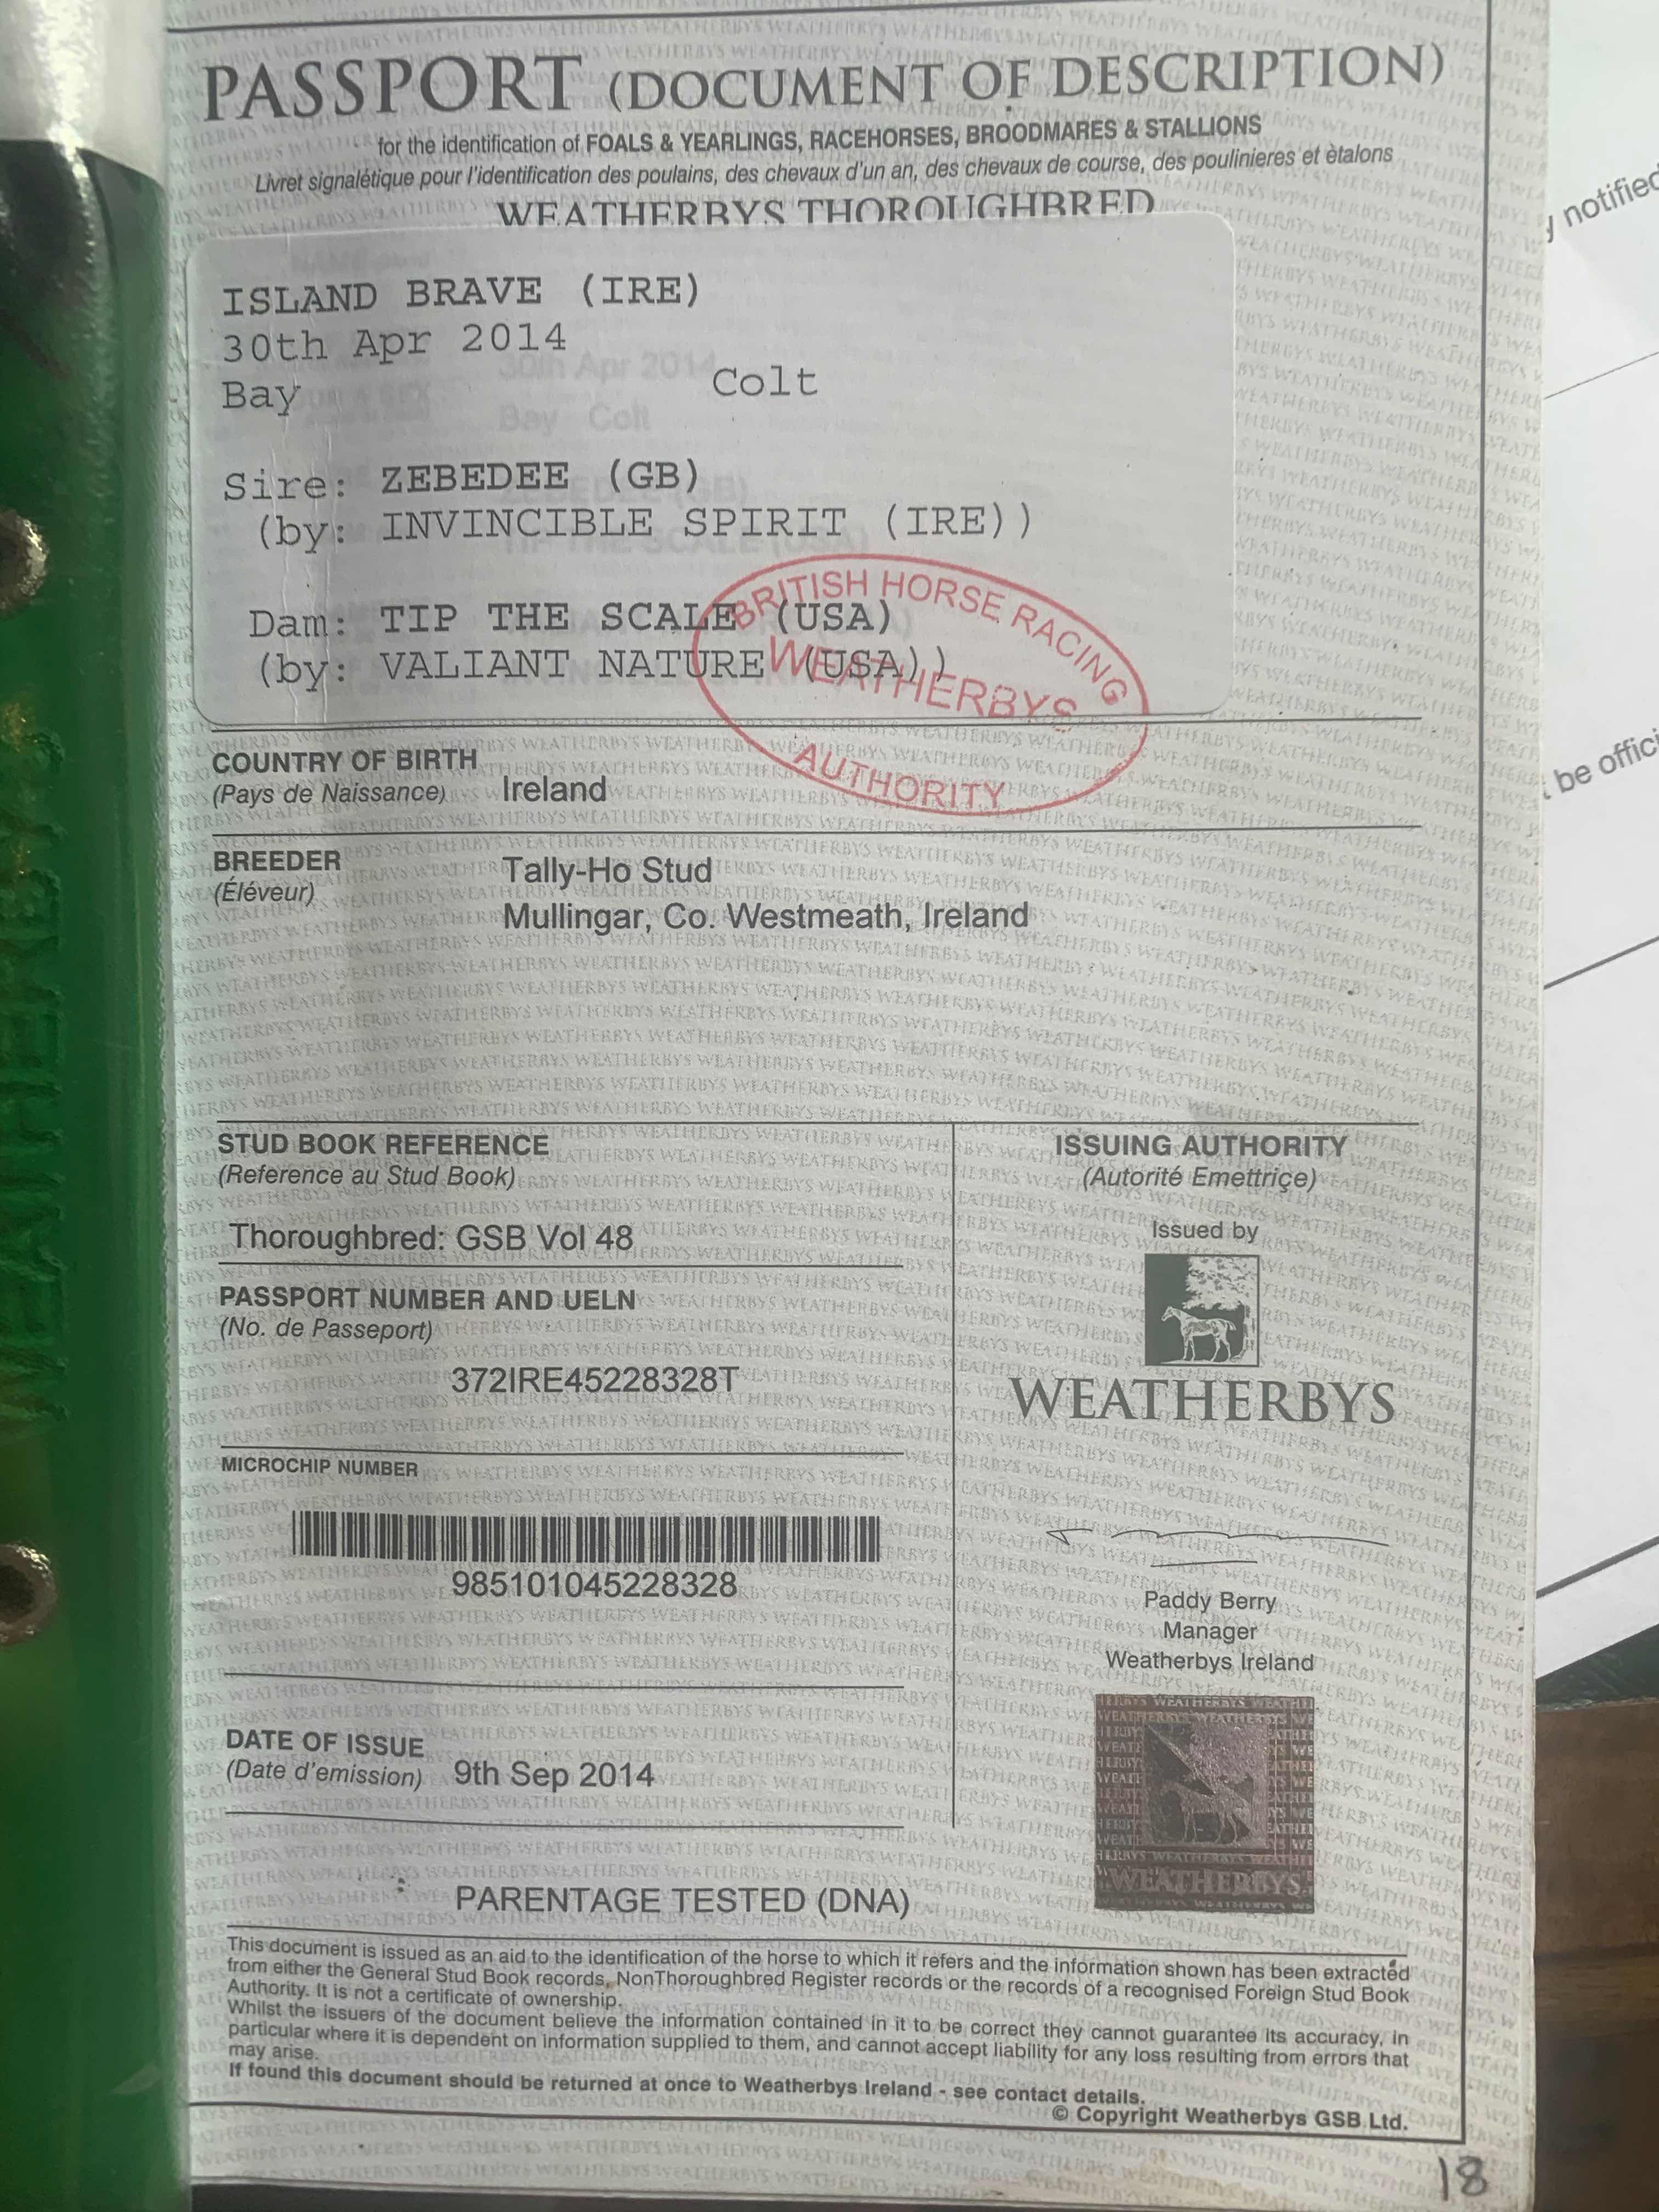 PASSPORT (DOCUMENT OF DESCRIPTION)
for the identification of FOALS & YEARLINGS, RACEHORSES, BROODMARES & STALLIONS
Livret signalétique pour l'identification des poulains, des chevaux d'un an, des chevaux de course, des poulinieres et ètalons
WEATHERBYS THOROUGHBRED
ISLAND BRAVE (IRE)
30th Apr 2014
Bay Colt
Sire: ZEBEDEE (GB)
(by: INVINCIBLE SPIRIT (IRE))
Dam: TIP THE SCALE (USA)
(by: VALIANT NATURE (USA))
BRITISH HORSE RACING
WEATHERBYS
AUTHORITY
COUNTRY OF BIRTH
(Pays de Naissance) Ireland
BREEDER
(Éléveur)
Tally-Ho Stud
Mullingar, Co. Westmeath, Ireland
STUD BOOK REFERENCE
(Reference au Stud Book)
Thoroughbred: GSB Vol 48
PASSPORT NUMBER AND UELN
(No. de Passeport)
372IRE45228328T
MICROCHIP NUMBER
985101045228328
DATE OF ISSUE
(Date d'emission) 9th Sep 2014
ISSUING AUTHORITY
(Autorité Emettriçe)
Issued by
WEATHERBYS
Paddy Berry
Manager
Weatherbys Ireland
WEATHERBYS
PARENTAGE TESTED (DNA)
This document is issued as an aid to the identification of the horse to which it refers and the information shown has been extracted
from either the General Stud Book records, NonThoroughbred Register records or the records of a recognised Foreign Stud Book
Authority. It is not a certificate of ownership.
Whilst the issuers of the document believe the information contained in it to be correct they cannot guarantee its accuracy, in
particular where it is dependent on information supplied to them, and cannot accept liability for any loss resulting from errors that
may arise.
If found this document should be returned at once to Weatherbys Ireland - see contact details.
© Copyright Weatherbys GSB Ltd.
18
notified
be offici